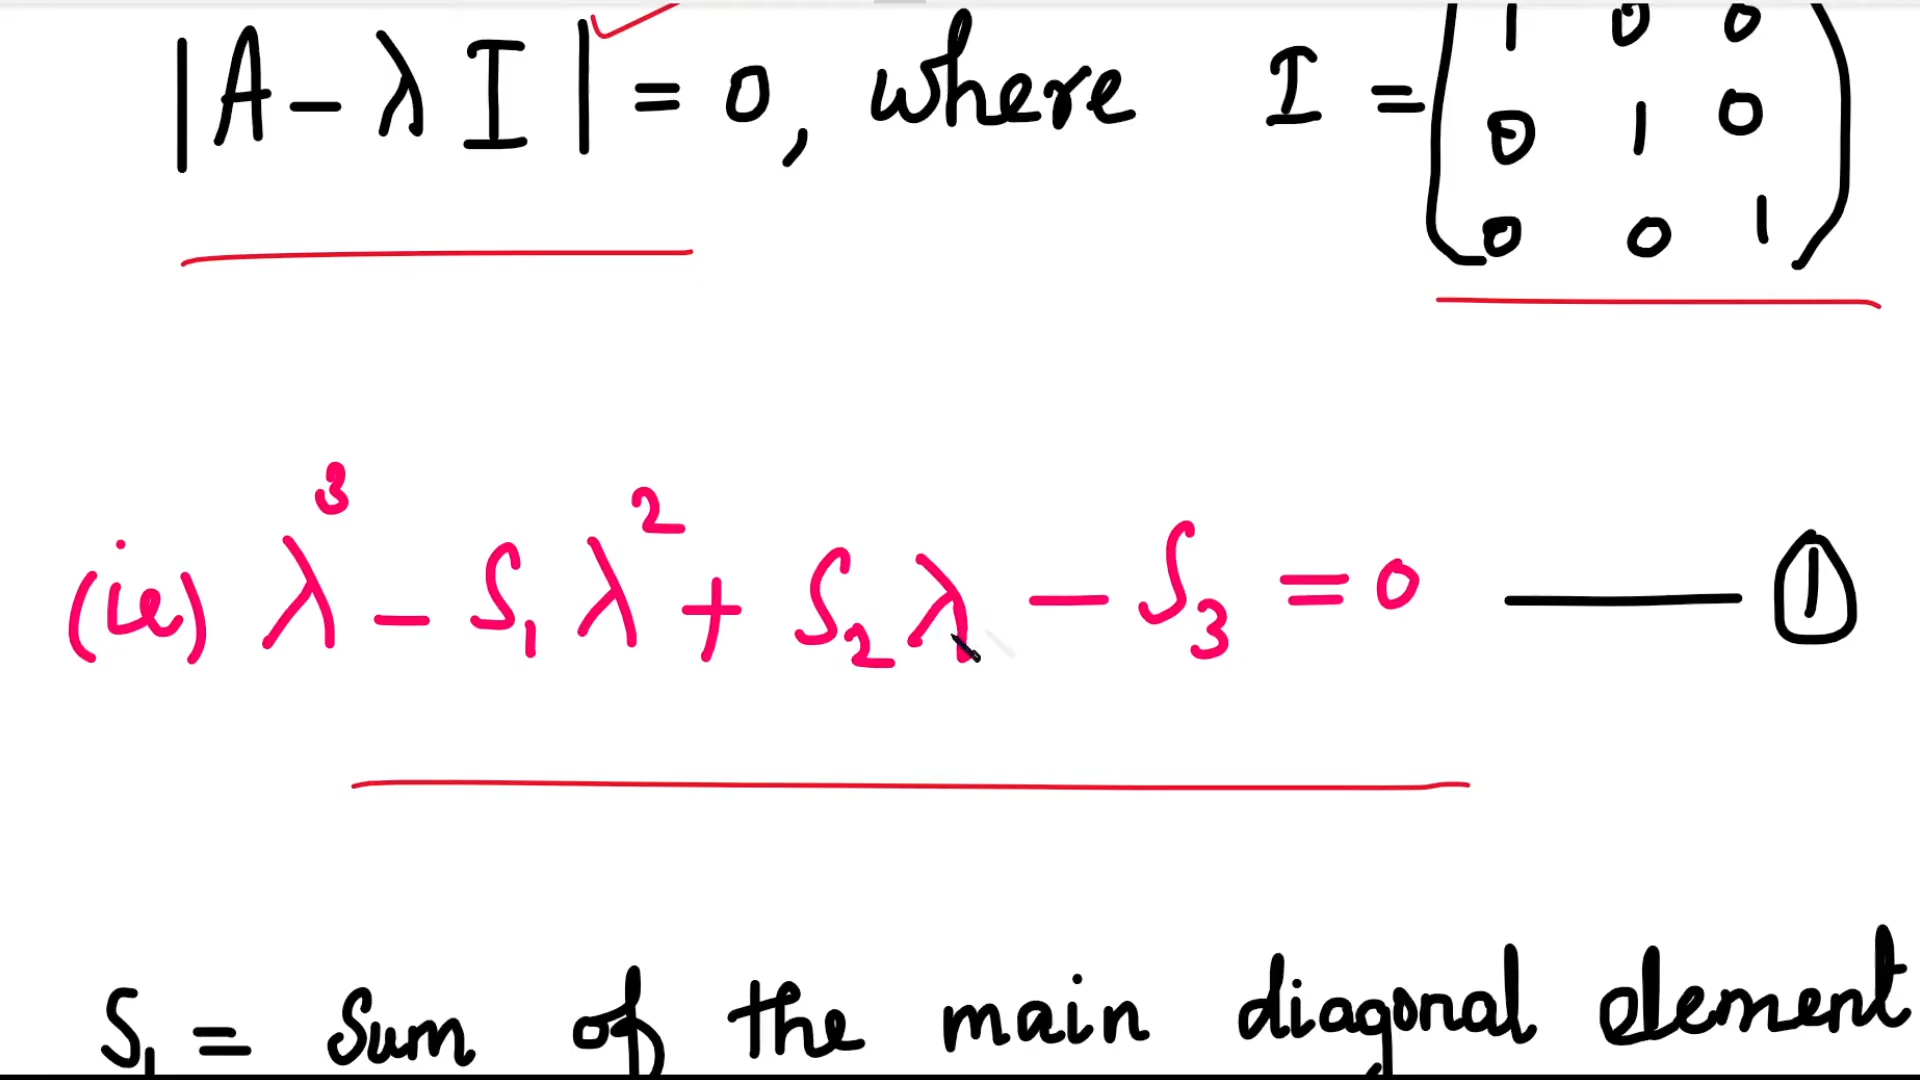 |A - λ I| = 0, where I = (1 0 0
0 1 0
0 0 1)
(ie) λ³ - S₁ λ² + S₂ λ - S₃ = 0 —— ①
S₁ = Sum of the main diagonal element